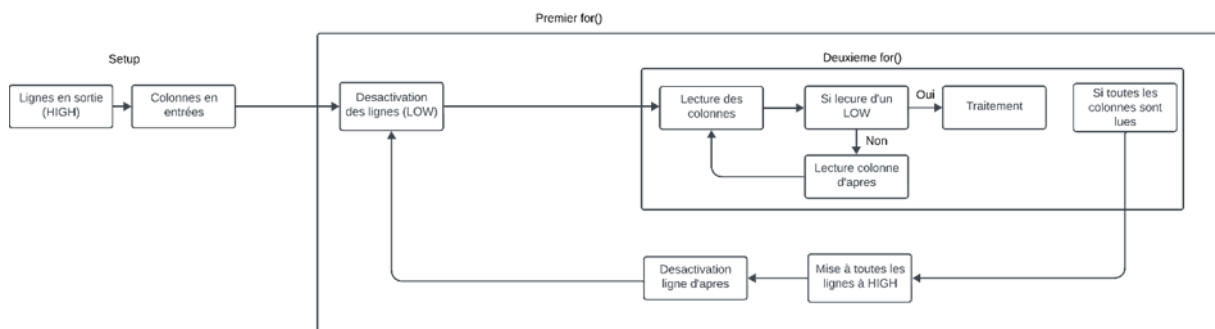 Premier for()
Setup
Deuxieme for()
Lignes en sortie
(HIGH)
Colonnes en
entrées
Desactivation
des lignes (LOW)
Lecture des
colonnes
Si lecure d'un
LOW
Oui
Traitement
Si toutes les
colonnes sont
lues
Non
Lecture colonne
d'apres
Desactivation
ligne d'apres
Mise à toutes les
lignes à HIGH